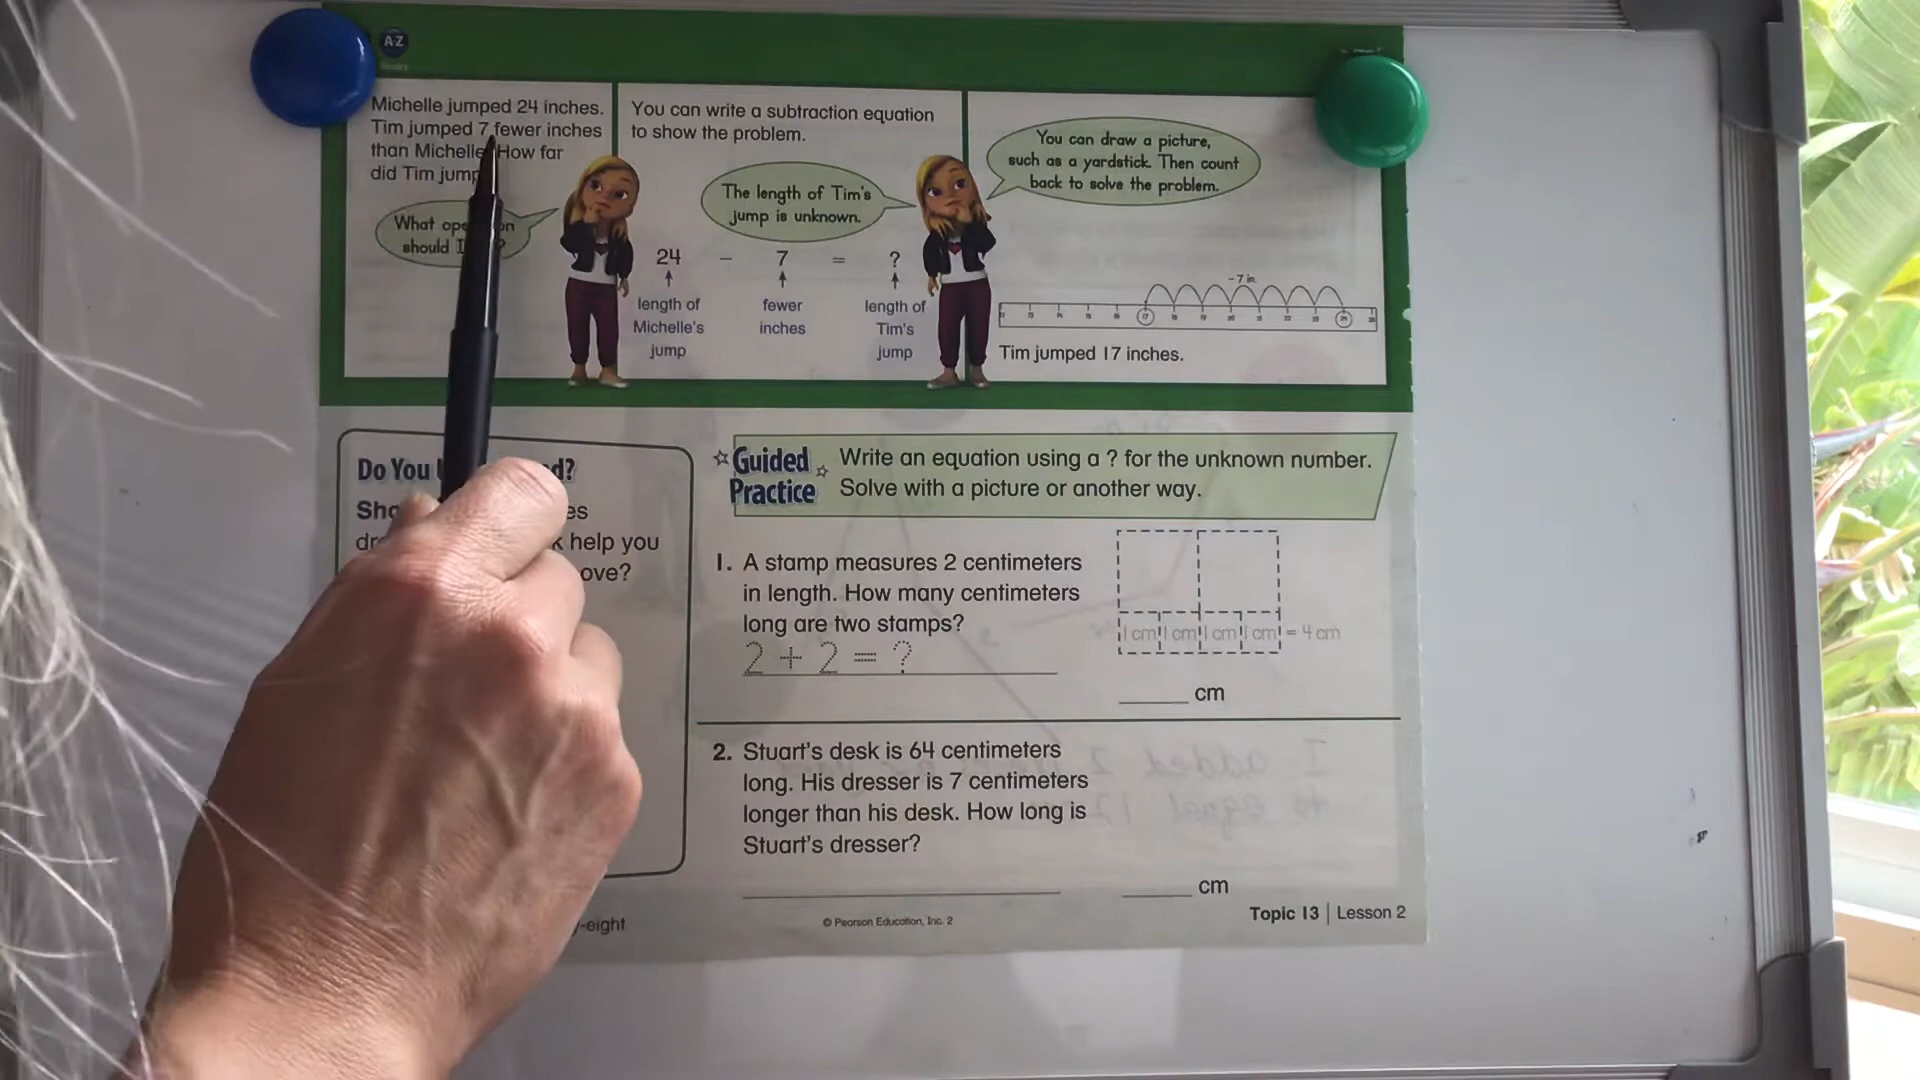 A-Z
Michelle jumped 24 inches.
Tim jumped 7 fewer inches
than Michelle. How far
did Tim jump
What
should I ?
You can write a subtraction equation
to show the problem.
The length of Tim's
jump is unknown.
24 − 7 = ?
length of
Michelle's
jump
fewer
inches
length of
Tim's
jump
You can draw a picture,
such as a yardstick. Then count
back to solve the problem.
-7 in.
17 24
Tim jumped 17 inches.
Do You
help you
☆Guided☆
Practice
Write an equation using a ? for the unknown number.
Solve with a picture or another way.
1. A stamp measures 2 centimeters
in length. How many centimeters
long are two stamps?
2 + 2 = ?
1 cm 1 cm 1 cm 1 cm = 4 cm
____ cm
2. Stuart's desk is 64 centimeters
long. His dresser is 7 centimeters
longer than his desk. How long is
Stuart's dresser?
____ cm
-eight
© Pearson Education, Inc. 2
Topic 13 | Lesson 2
I added
to equal